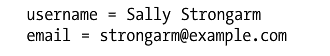 username = Sally Strongarm
email = strongarm@example.com